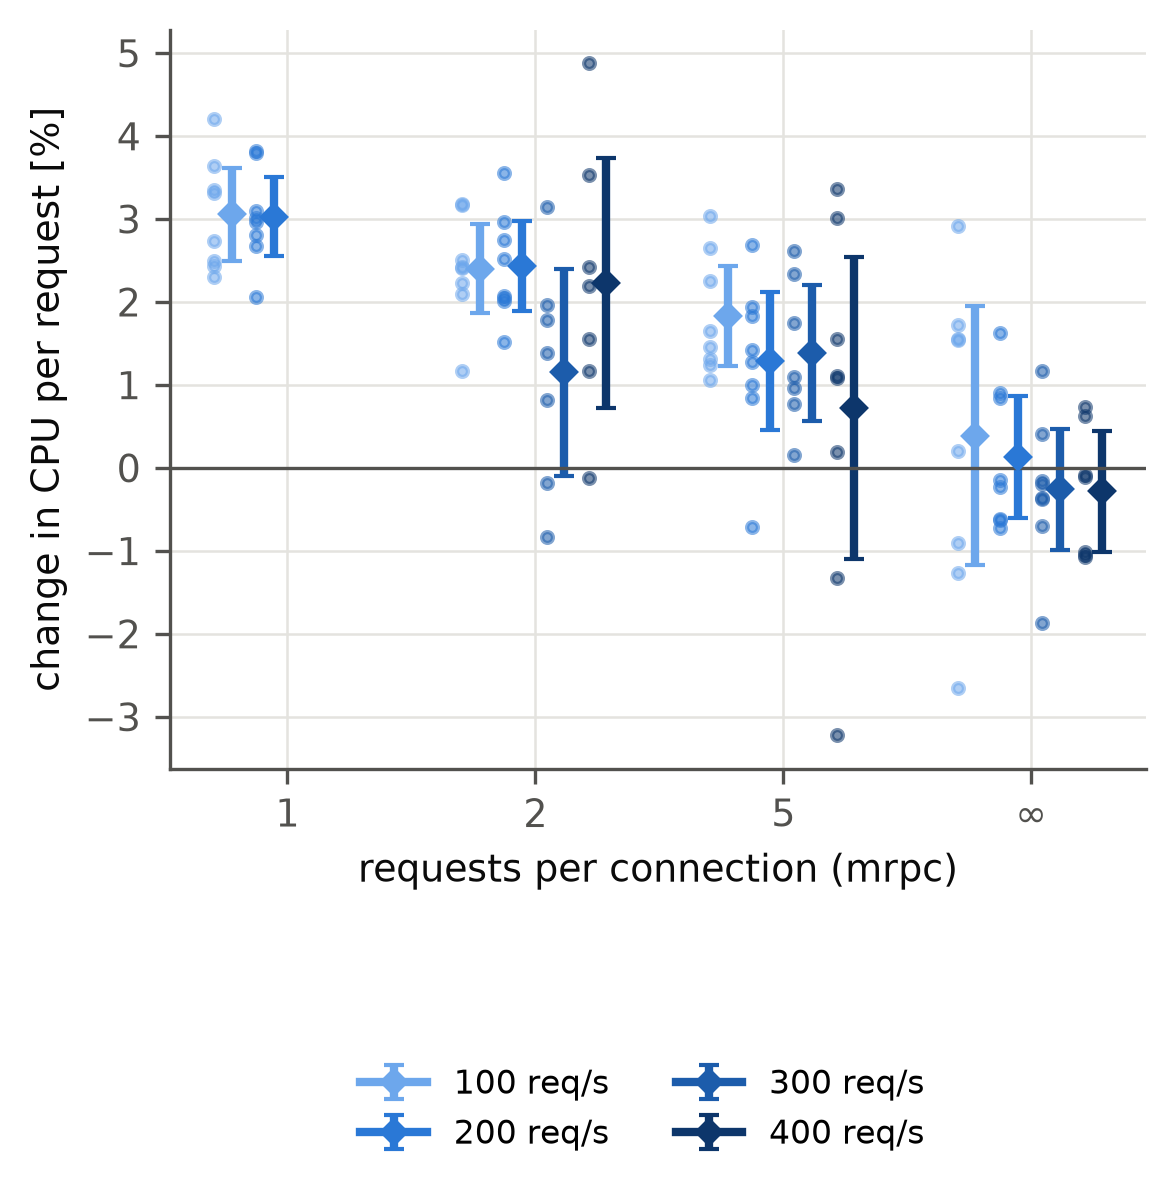 change in CPU per request [%]
5
4
3
2
1
0
−1
−2
−3
1 2 5 ∞
requests per connection (mrpc)
100 req/s 300 req/s
200 req/s 400 req/s